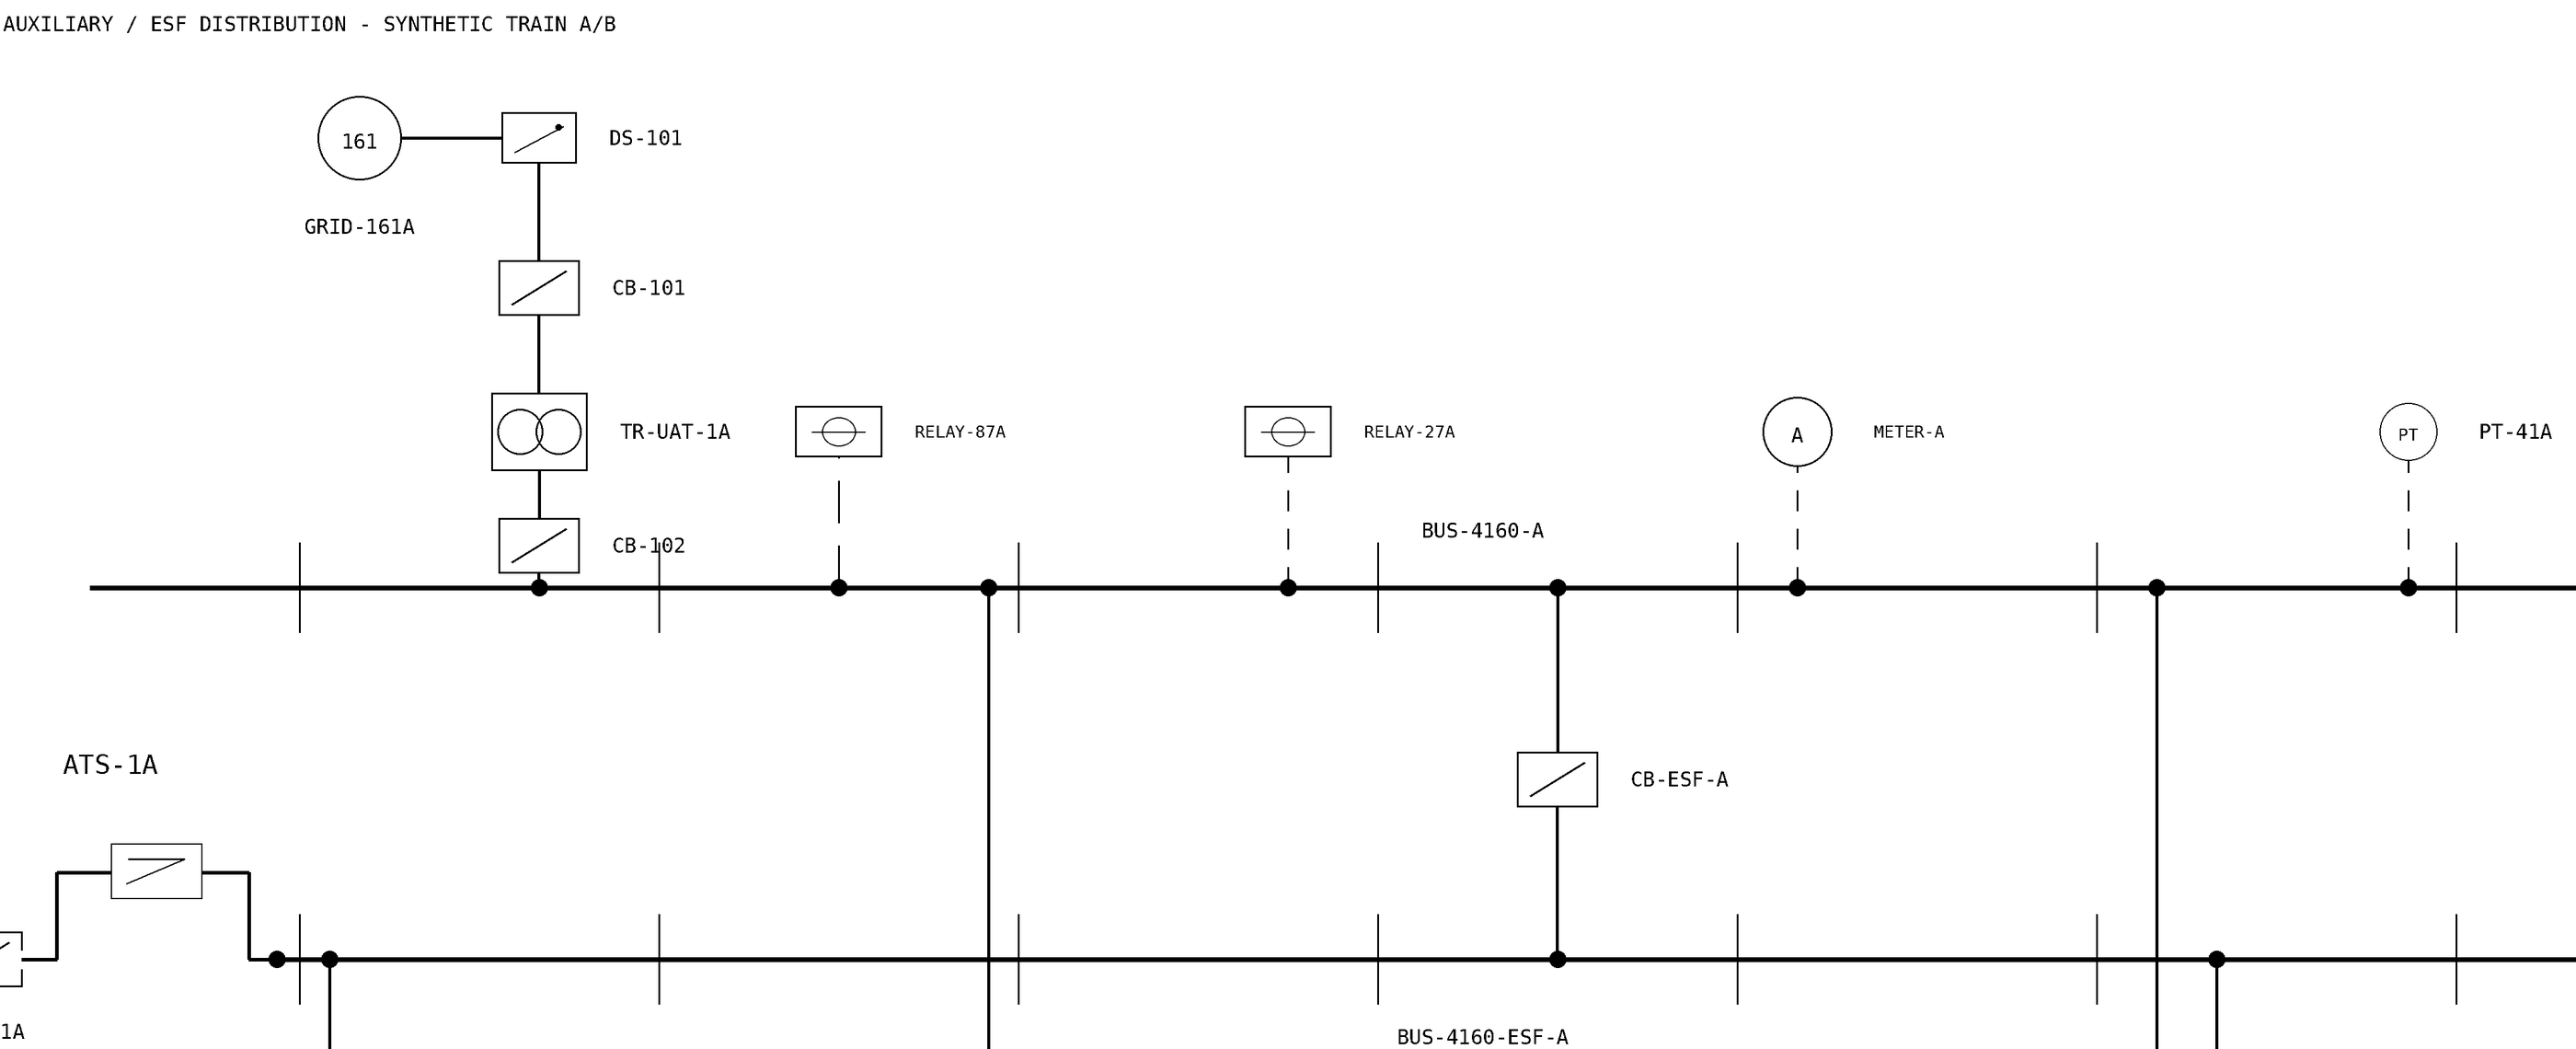 AUXILIARY / ESF DISTRIBUTION - SYNTHETIC TRAIN A/B
161
DS-101
GRID-161A
CB-101
TR-UAT-1A
RELAY-87A
RELAY-27A
A
METER-A
PT
PT-41A
BUS-4160-A
CB-102
ATS-1A
CB-ESF-A
1A
BUS-4160-ESF-A